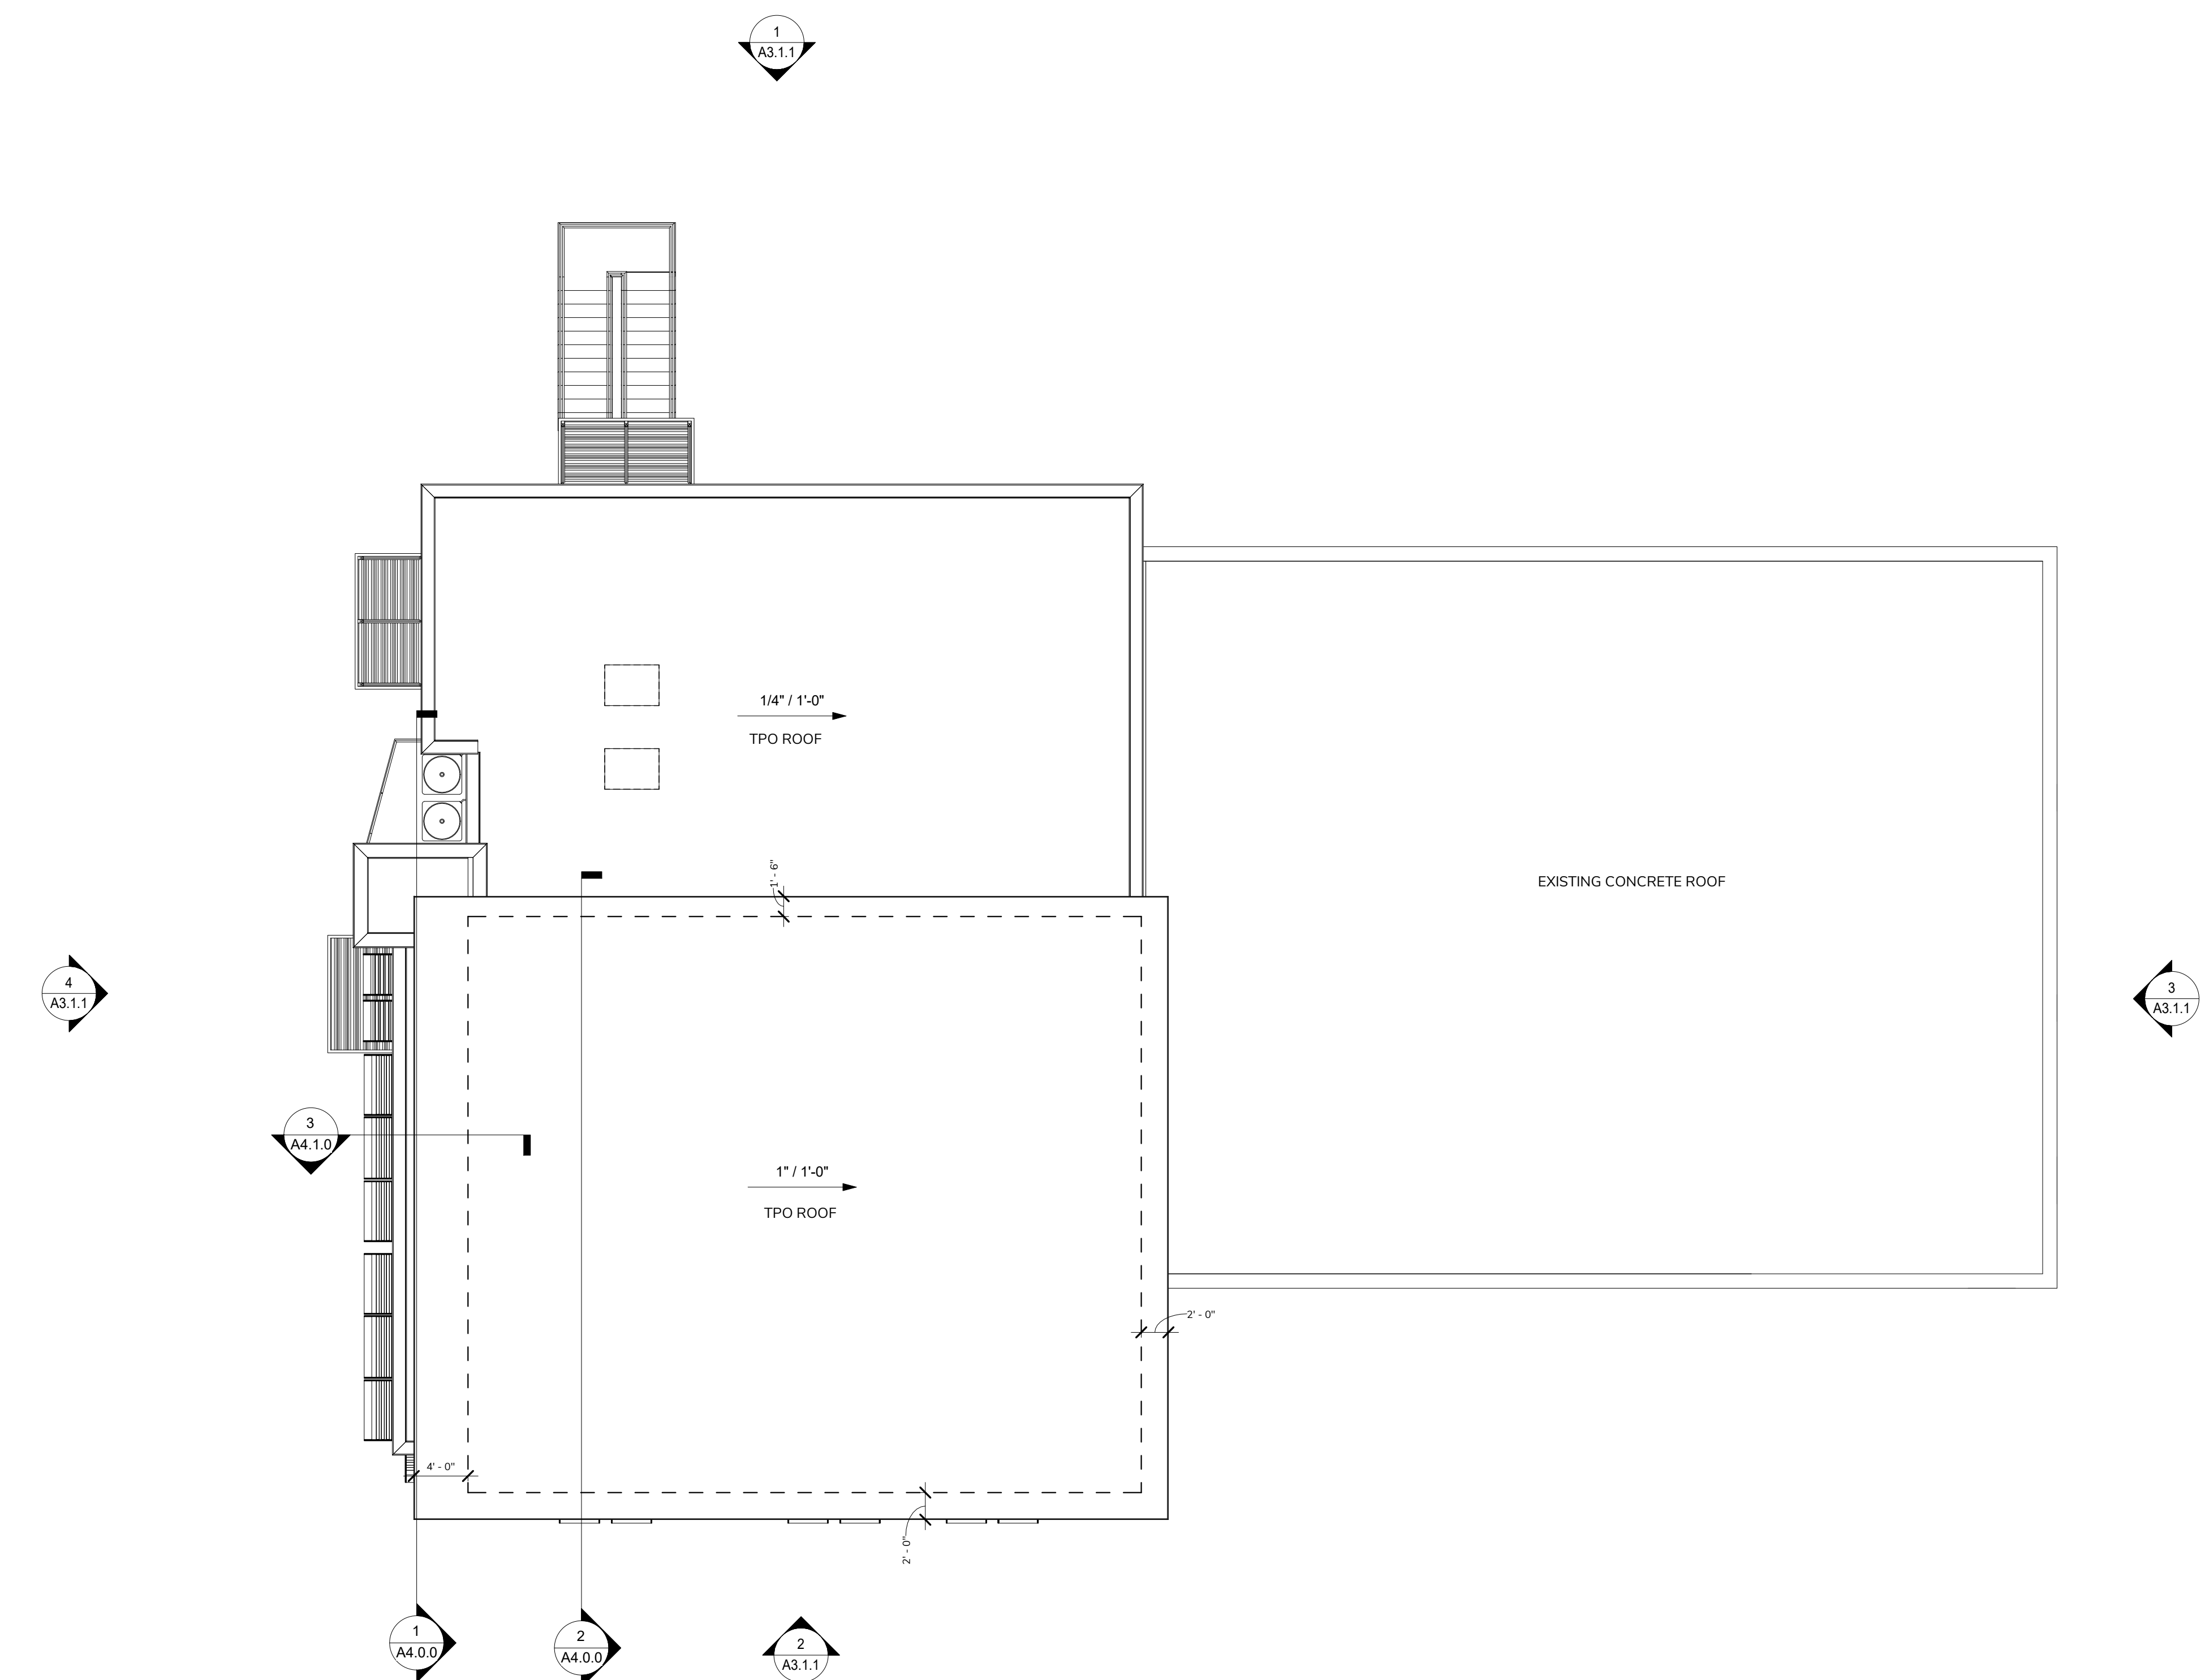 1
A3.1.1
1/4" / 1'-0"
TPO ROOF
1' - 6"
EXISTING CONCRETE ROOF
4
A3.1.1
3
A3.1.1
3
A4.1.0
1" / 1'-0"
TPO ROOF
2' - 0"
4' - 0"
2' - 0"
1
A4.0.0
2
A4.0.0
2
A3.1.1